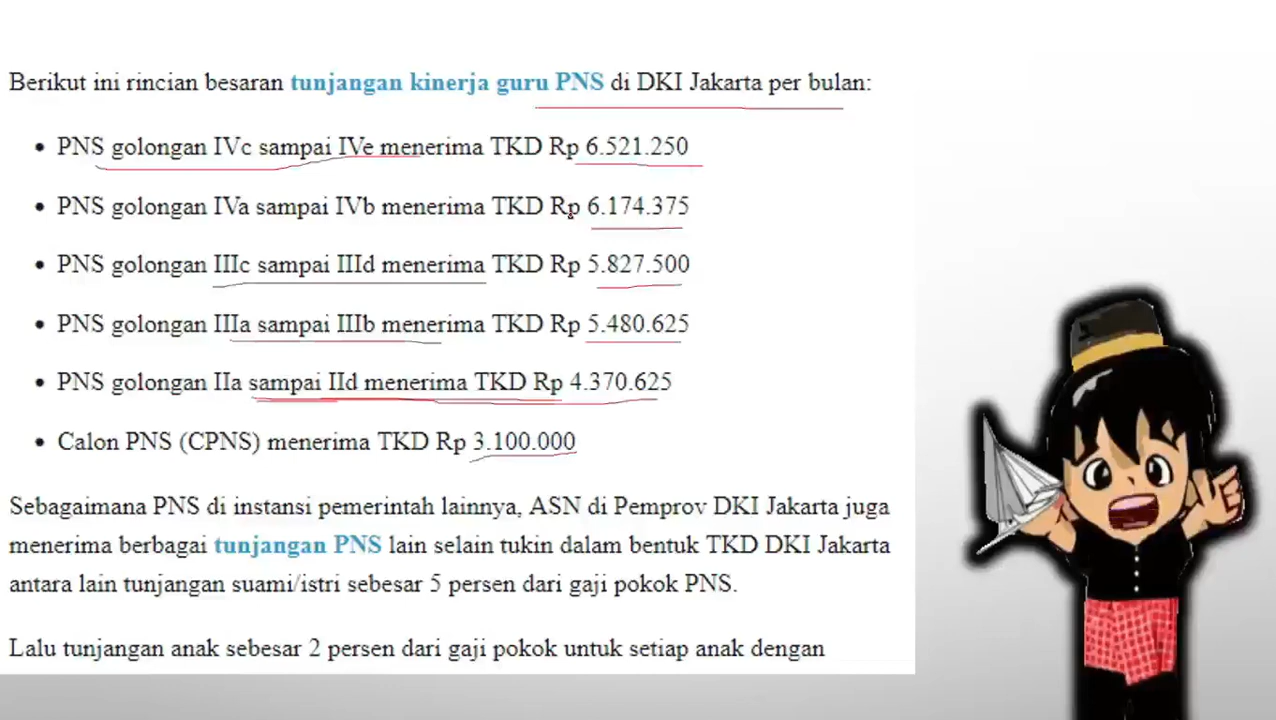 Berikut ini rincian besaran tunjangan kinerja guru PNS di DKI Jakarta per bulan:
• PNS golongan IVc sampai IVe menerima TKD Rp 6.521.250
• PNS golongan IVa sampai IVb menerima TKD Rp 6.174.375
• PNS golongan IIIc sampai IIId menerima TKD Rp 5.827.500
• PNS golongan IIIa sampai IIIb menerima TKD Rp 5.480.625
• PNS golongan IIa sampai IId menerima TKD Rp 4.370.625
• Calon PNS (CPNS) menerima TKD Rp 3.100.000
Sebagaimana PNS di instansi pemerintah lainnya, ASN di Pemprov DKI Jakarta juga
menerima berbagai tunjangan PNS lain selain tukin dalam bentuk TKD DKI Jakarta
antara lain tunjangan suami/istri sebesar 5 persen dari gaji pokok PNS.
Lalu tunjangan anak sebesar 2 persen dari gaji pokok untuk setiap anak dengan